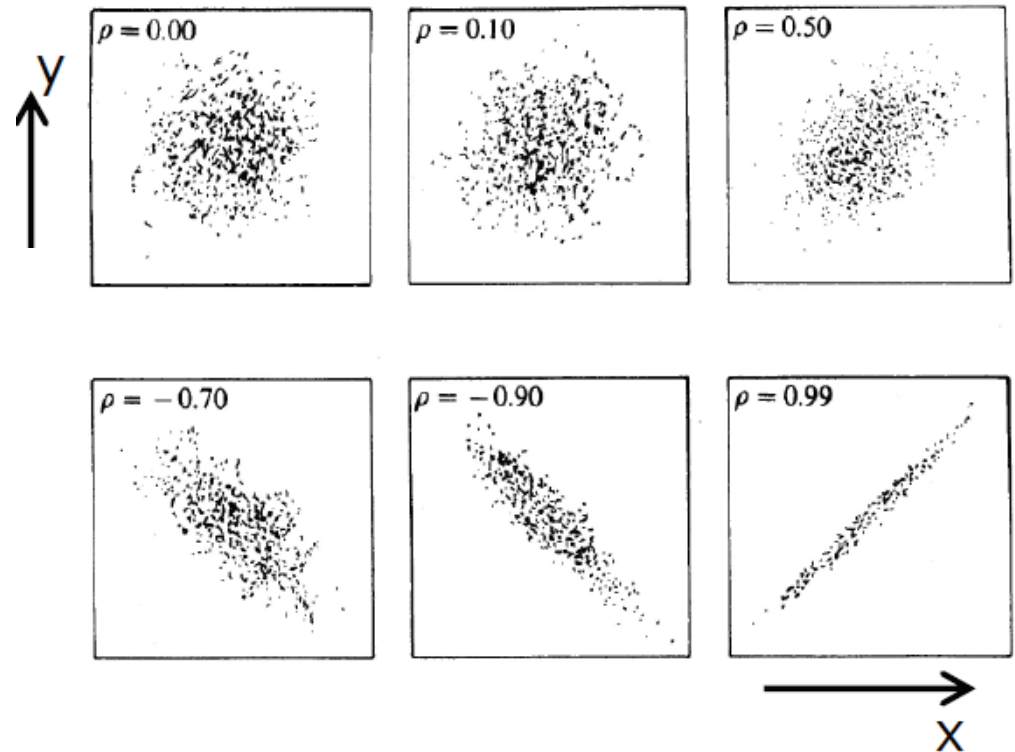 ρ = 0.00
ρ = 0.10
ρ = 0.50
y
ρ = −0.70
ρ = −0.90
ρ = 0.99
x